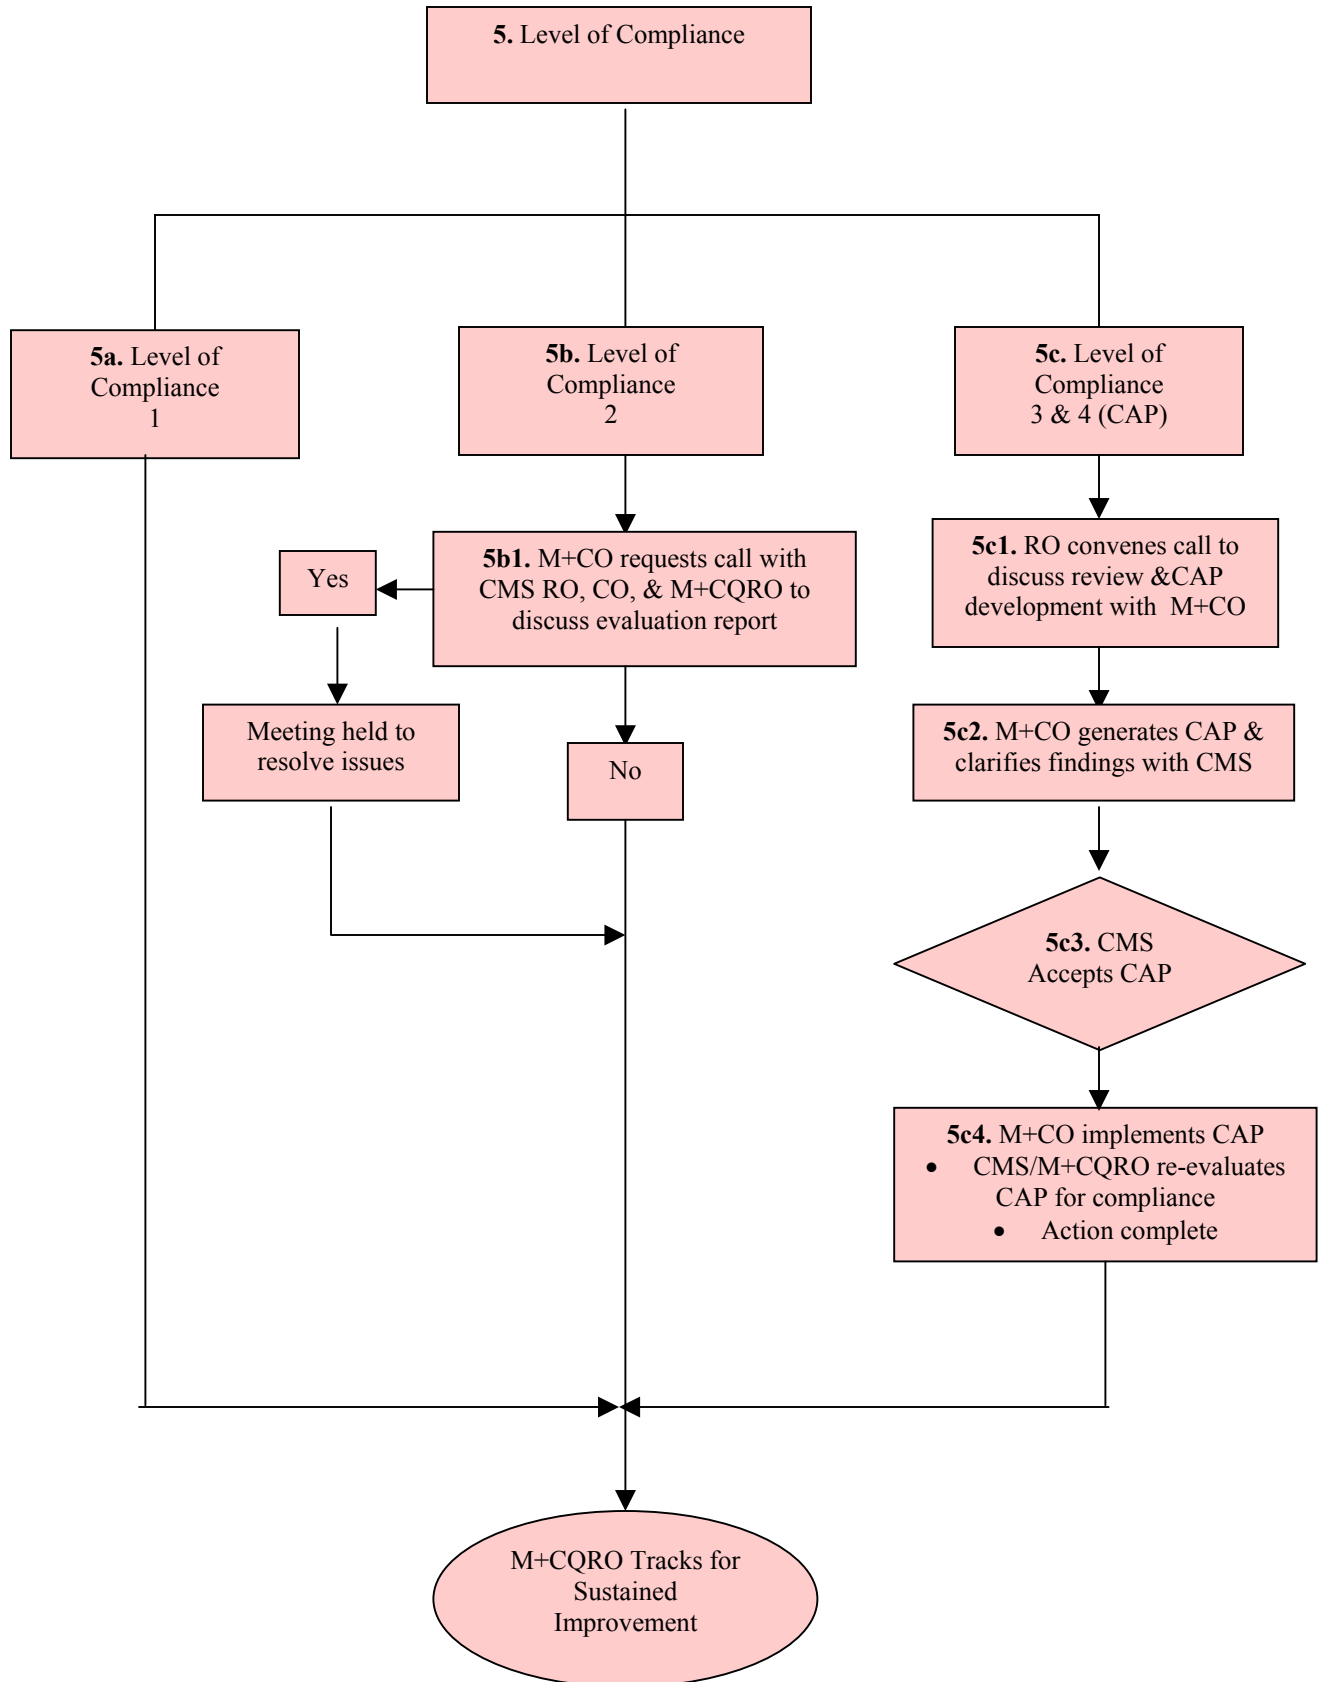 5. Level of Compliance
5a. Level of
Compliance
1
5b. Level of
Compliance
2
5c. Level of
Compliance
3 & 4 (CAP)
Yes
5b1. M+CO requests call with
CMS RO, CO, & M+CQRO to
discuss evaluation report
5c1. RO convenes call to
discuss review &CAP
development with M+CO
Meeting held to
resolve issues
No
5c2. M+CO generates CAP &
clarifies findings with CMS
5c3. CMS
Accepts CAP
5c4. M+CO implements CAP
• CMS/M+CQRO re-evaluates
CAP for compliance
• Action complete
M+CQRO Tracks for
Sustained
Improvement